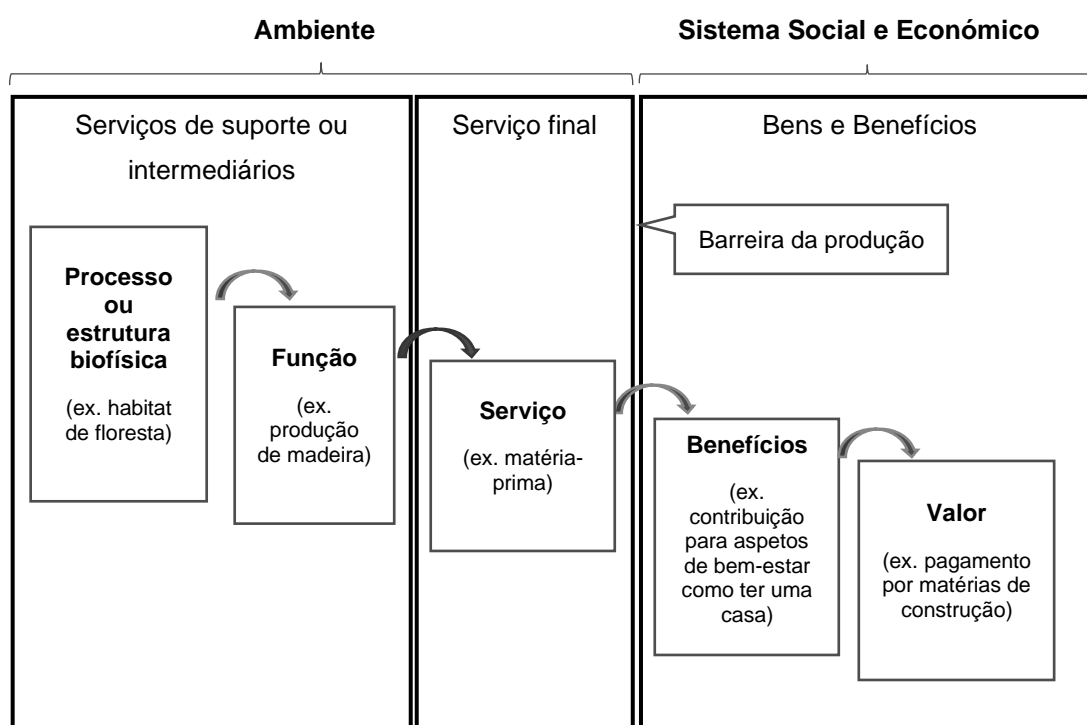 Ambiente
Sistema Social e Económico
Serviços de suporte ou
intermediários
Serviço final
Bens e Benefícios
Barreira da produção
Processo
ou
estrutura
biofísica
(ex. habitat
de floresta)
Função
(ex.
produção
de madeira)
Serviço
(ex. matéria-
prima)
Benefícios
(ex.
contribuição
para aspetos
de bem-estar
como ter uma
casa)
Valor
(ex. pagamento
por matérias de
construção)